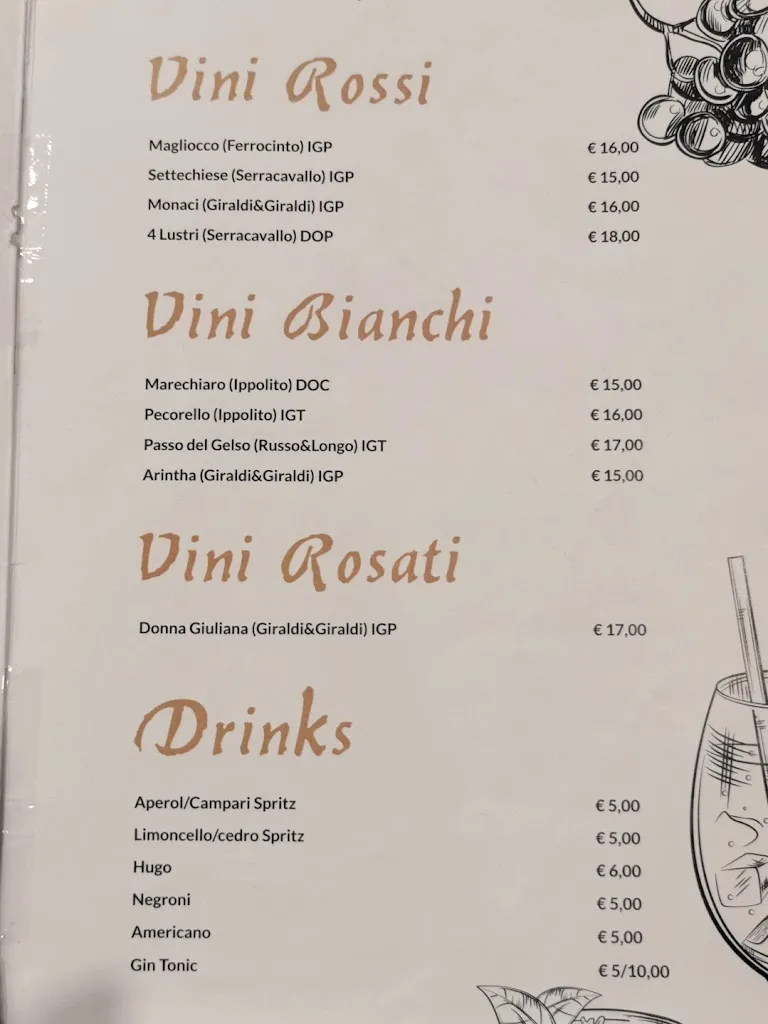 Vini Rossi
Magliocco (Ferrocinto) IGP € 16,00
Settechiese (Serracavallo) IGP € 15,00
Monaci (Giraldi&Giraldi) IGP € 16,00
4 Lustri (Serracavallo) DOP € 18,00
Vini Bianchi
Marechiaro (Ippolito) DOC € 15,00
Pecorello (Ippolito) IGT € 16,00
Passo del Gelso (Russo&Longo) IGT € 17,00
Arintha (Giraldi&Giraldi) IGP € 15,00
Vini Rosati
Donna Giuliana (Giraldi&Giraldi) IGP € 17,00
Drinks
Aperol/Campari Spritz € 5,00
Limoncello/cedro Spritz € 5,00
Hugo € 6,00
Negroni € 5,00
Americano € 5,00
Gin Tonic € 5/10,00